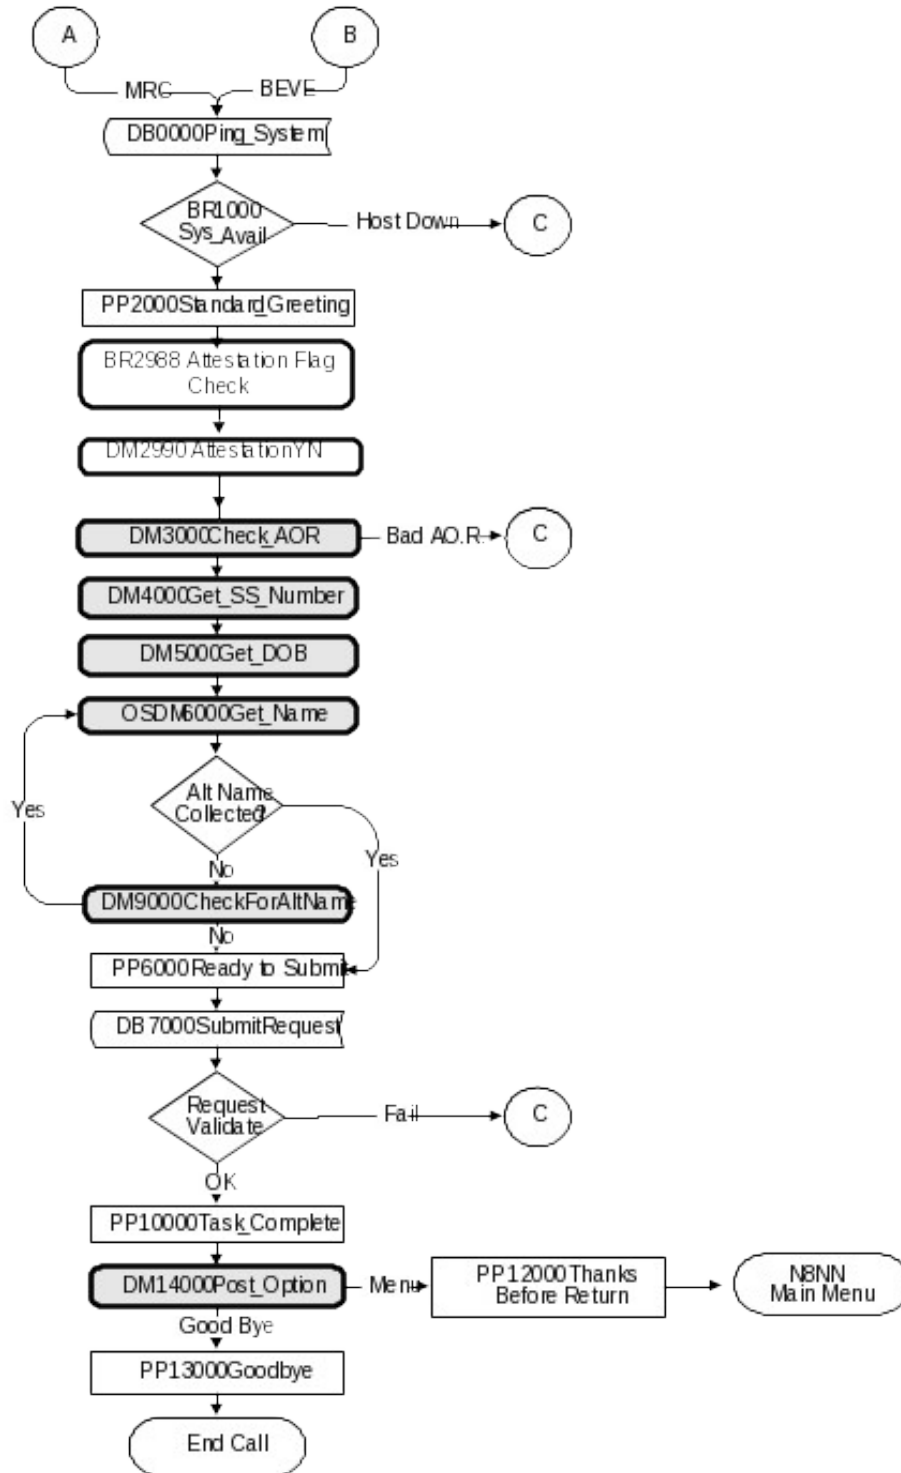 A
B
MRC
BEVE
DB0000Ping_System
BR1000
Sys_Avail
Host Down
C
PP2000Standard_Greeting
BR2988 Attestation Flag
Check
DM2990 AttestationYN
DM3000Check_AOR
Bad AO.R.
C
DM4000Get_SS_Number
DM5000Get_DOB
OSDM6000Get_Name
Alt Name
Collected?
Yes
Yes
No
DM9000CheckForAltName
No
PP6000Ready to Submit
DB7000SubmitRequest
Request
Validate
Fail
C
OK
PP10000Task_Complete
DM14000Post_Option
Menu
PP12000Thanks
Before Return
N8NN
Main Menu
Good Bye
PP13000Goodbye
End Call